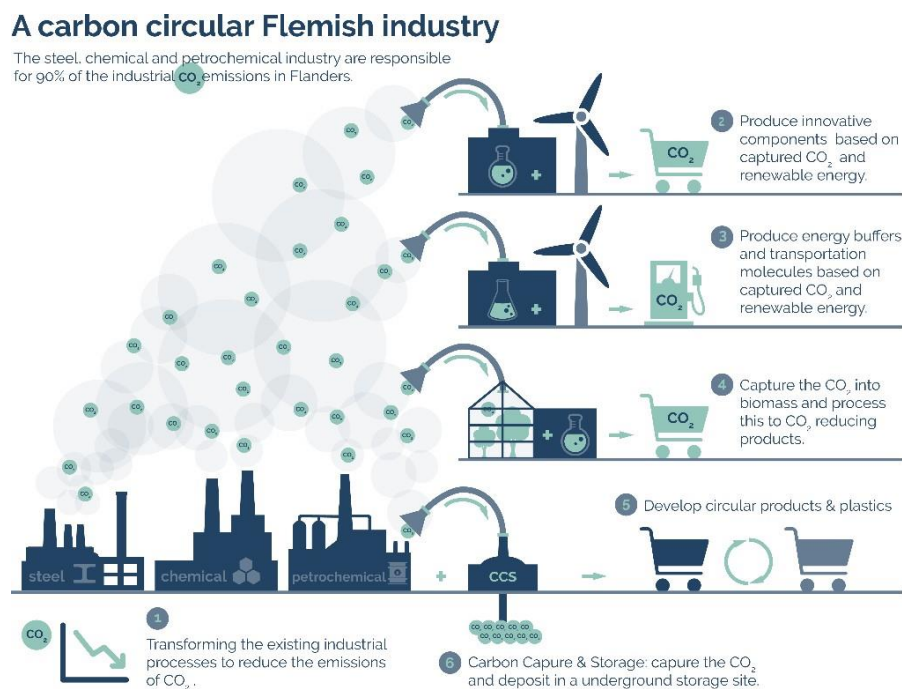 A carbon circular Flemish industry
The steel, chemical and petrochemical industry are responsible
for 90% of the industrial CO₂ emissions in Flanders.
2 Produce innovative
components based on
captured CO₂ and
renewable energy.
CO₂
3 Produce energy buffers
and transportation
molecules based on
captured CO₂ and
renewable energy.
CO₂
4 Capture the CO₂ into
biomass and process
this to CO₂ reducing
products.
CO₂
5 Develop circular products & plastics
steel
chemical
petrochemical
CCS
CO₂
1
Transforming the existing industrial
processes to reduce the emissions
of CO₂.
6 Carbon Capure & Storage: capure the CO₂
and deposit in a underground storage site.